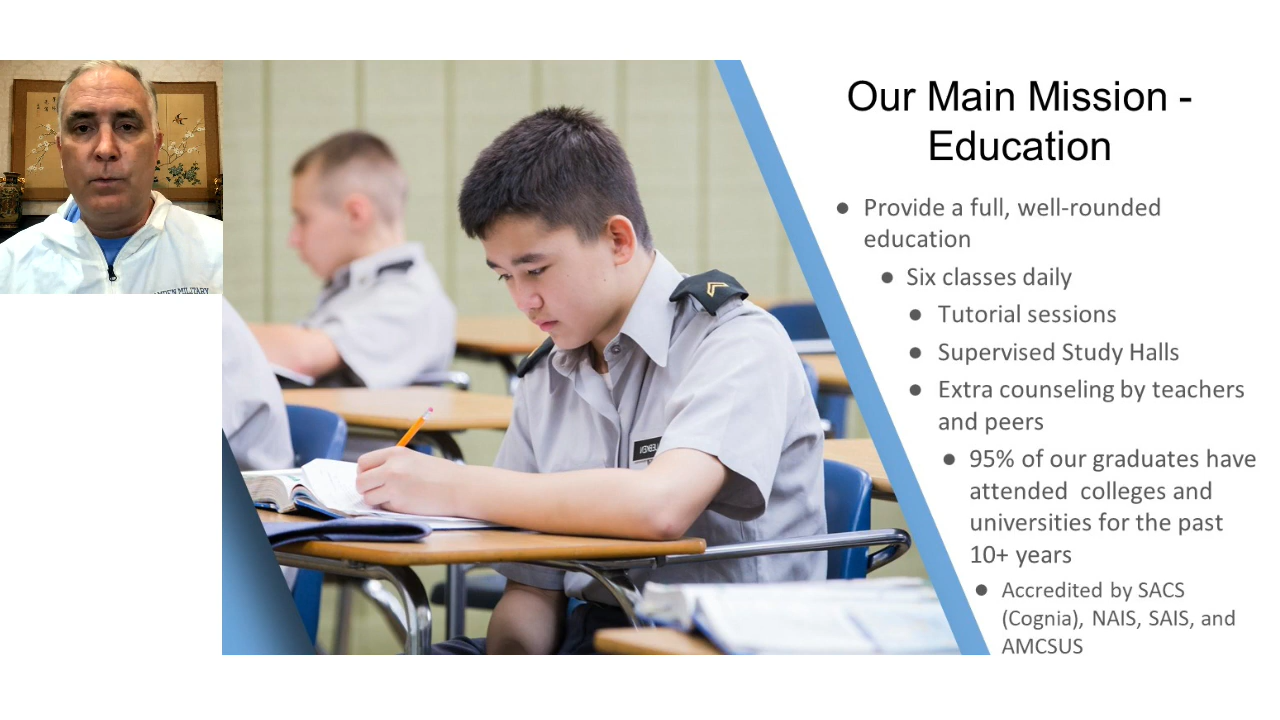 Our Main Mission -
Education
● Provide a full, well-rounded
education
● Six classes daily
● Tutorial sessions
● Supervised Study Halls
● Extra counseling by teachers
and peers
● 95% of our graduates have
attended  colleges and
universities for the past
10+ years
● Accredited by SACS
(Cognia), NAIS, SAIS, and
AMCSUS
MILITARY